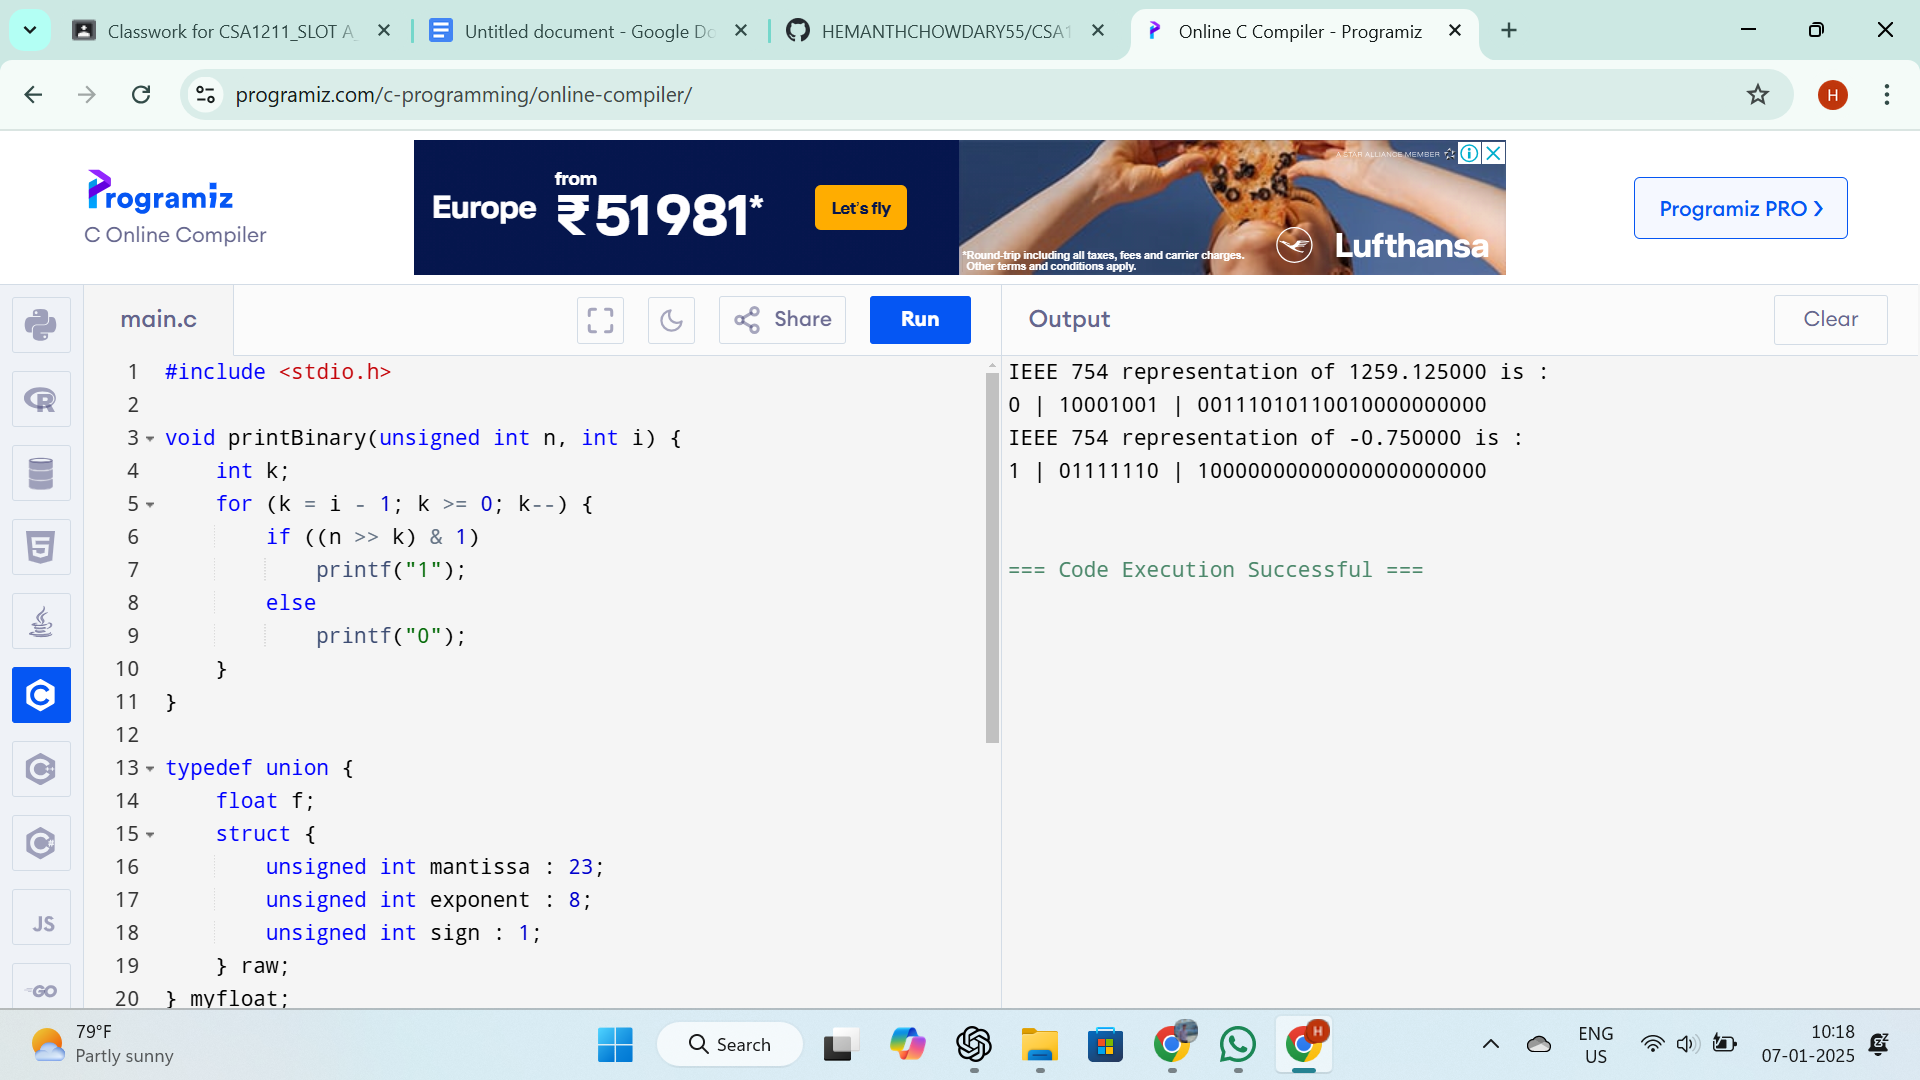 Classwork for CSA1211_SLOT A_
Untitled document - Google Do
HEMANTHCHOWDARY55/CSA1
Online C Compiler - Programiz
programiz.com/c-programming/online-compiler/
H
Programiz
C Online Compiler
Europe
from
₹51981*
Let's fly
A STAR ALLIANCE MEMBER
*Round-trip including all taxes, fees and carrier charges.
Other terms and conditions apply.
Lufthansa
Programiz PRO
main.c
Share
Run
Output
Clear
1 #include <stdio.h>
2
3 void printBinary(unsigned int n, int i) {
4 int k;
5 for (k = i - 1; k >= 0; k--) {
6 if ((n >> k) & 1)
7 printf("1");
8 else
9 printf("0");
10 }
11 }
12
13 typedef union {
14 float f;
15 struct {
16 unsigned int mantissa : 23;
17 unsigned int exponent : 8;
18 unsigned int sign : 1;
19 } raw;
20 } myfloat;
IEEE 754 representation of 1259.125000 is :
0 | 10001001 | 00111010110010000000000
IEEE 754 representation of -0.750000 is :
1 | 01111110 | 10000000000000000000000
=== Code Execution Successful ===
JS
GO
79°F
Partly sunny
Search
H
ENG
US
10:18
07-01-2025